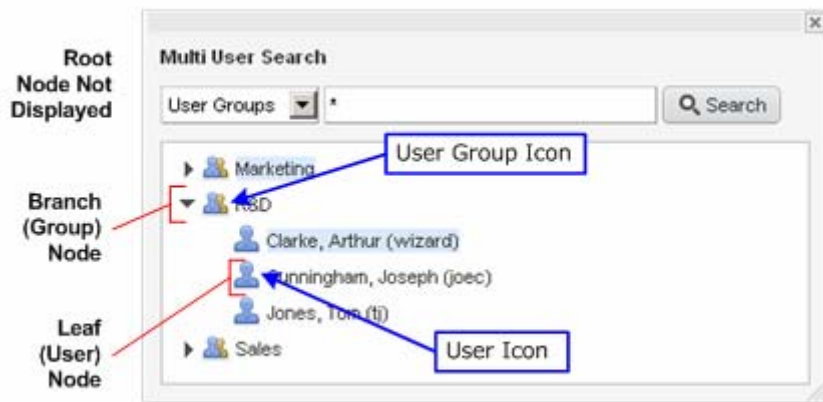 Root
Node Not
Displayed
Multi User Search
User Groups
*
Search
User Group Icon
Marketing
Branch
(Group)
Node
R&D
Clarke, Arthur (wizard)
Cunningham, Joseph (joec)
Jones, Tom (tj)
Leaf
(User)
Node
User Icon
Sales